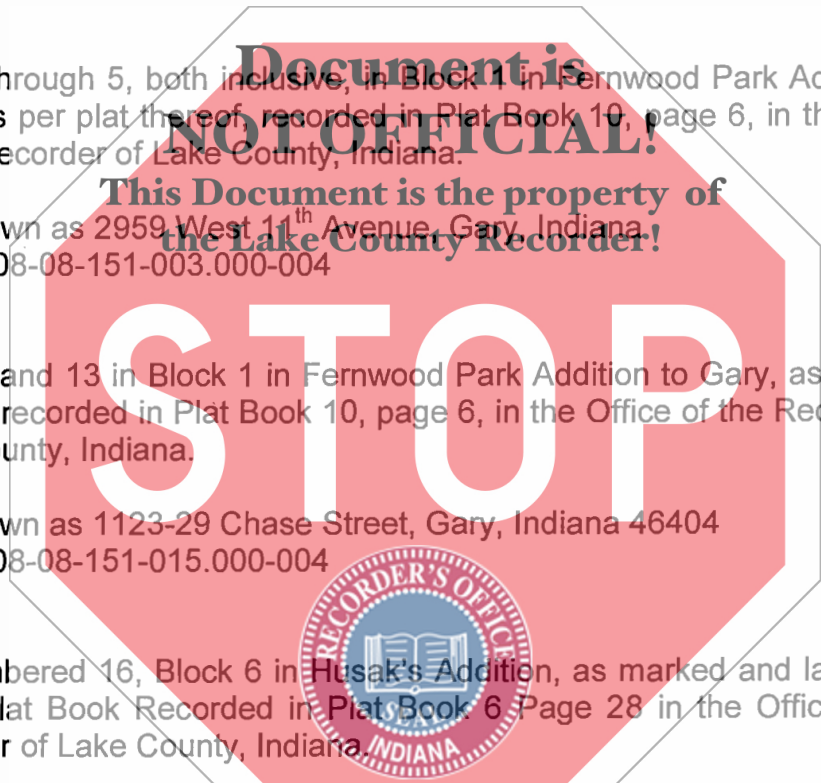 Document is
hrough 5, both inclusive, in Block 1 in Fernwood Park Ad
s per plat thereof, recorded in Plat Book 10, page 6, in th
NOT OFFICIAL!
ecorder of Lake County, Indiana.
This Document is the property of
wn as 2959 West 11th Avenue, Gary, Indiana.
the Lake County Recorder!
08-08-151-003.000-004
STOP
and 13 in Block 1 in Fernwood Park Addition to Gary, as
recorded in Plat Book 10, page 6, in the Office of the Rec
unty, Indiana.
wn as 1123-29 Chase Street, Gary, Indiana 46404
08-08-151-015.000-004
RECORDER'S OFFICE
bered 16, Block 6 in Husak's Addition, as marked and la
lat Book Recorded in Plat Book 6 Page 28 in the Offic
SEAL
r of Lake County, Indiana.
INDIANA